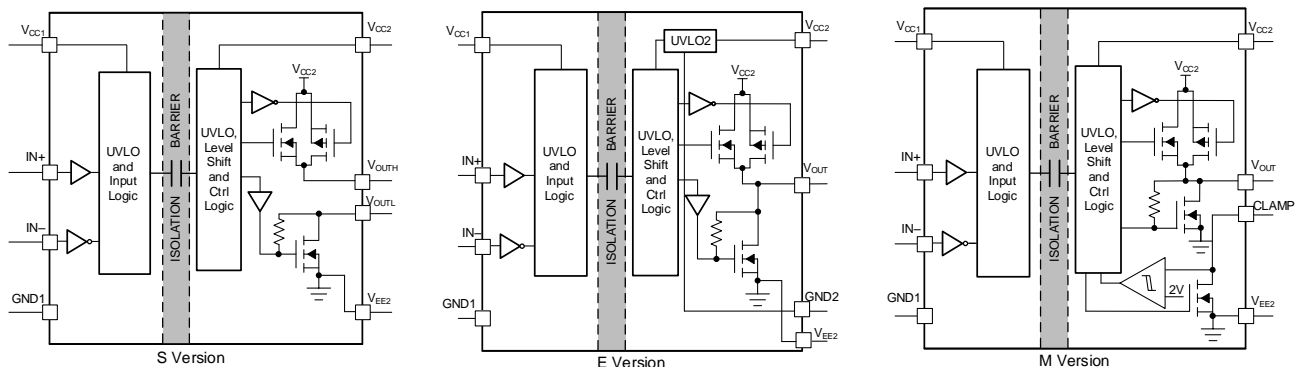 VCC1
IN+
IN−
GND1
UVLO
and
Input
Logic
ISOLATION BARRIER
UVLO,
Level
Shift
and
Ctrl
Logic
VCC2
VCC2
VOUTH
VOUTL
VEE2
S Version
VCC1
IN+
IN−
GND1
UVLO
and
Input
Logic
ISOLATION BARRIER
UVLO2
UVLO,
Level
Shift
and
Ctrl
Logic
VCC2
VCC2
VOUT
GND2
VEE2
E Version
VCC1
IN+
IN−
GND1
UVLO
and
Input
Logic
ISOLATION BARRIER
UVLO,
Level
Shift
and
Ctrl
Logic
VCC2
VCC2
VOUT
CLAMP
2V
VEE2
M Version